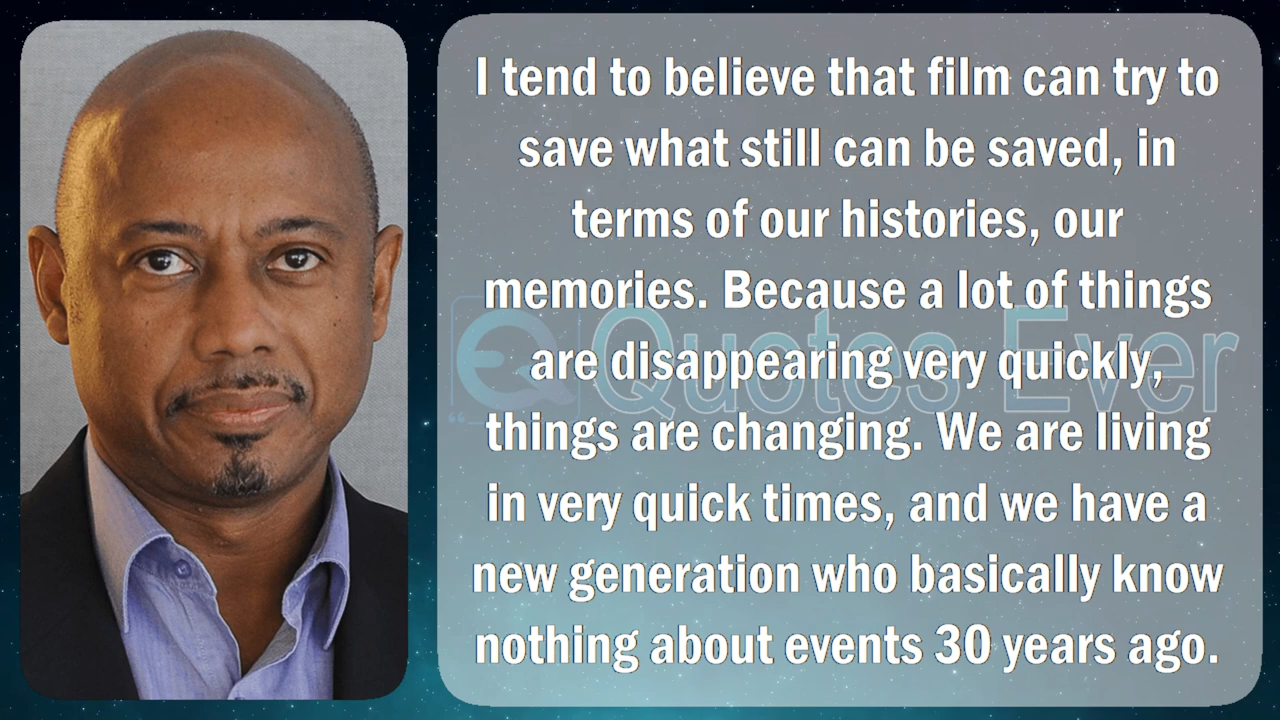 I tend to believe that film can try to
save what still can be saved, in
terms of our histories, our
memories. Because a lot of things
are disappearing very quickly,
things are changing. We are living
in very quick times, and we have a
new generation who basically know
nothing about events 30 years ago.
Quotes Ever